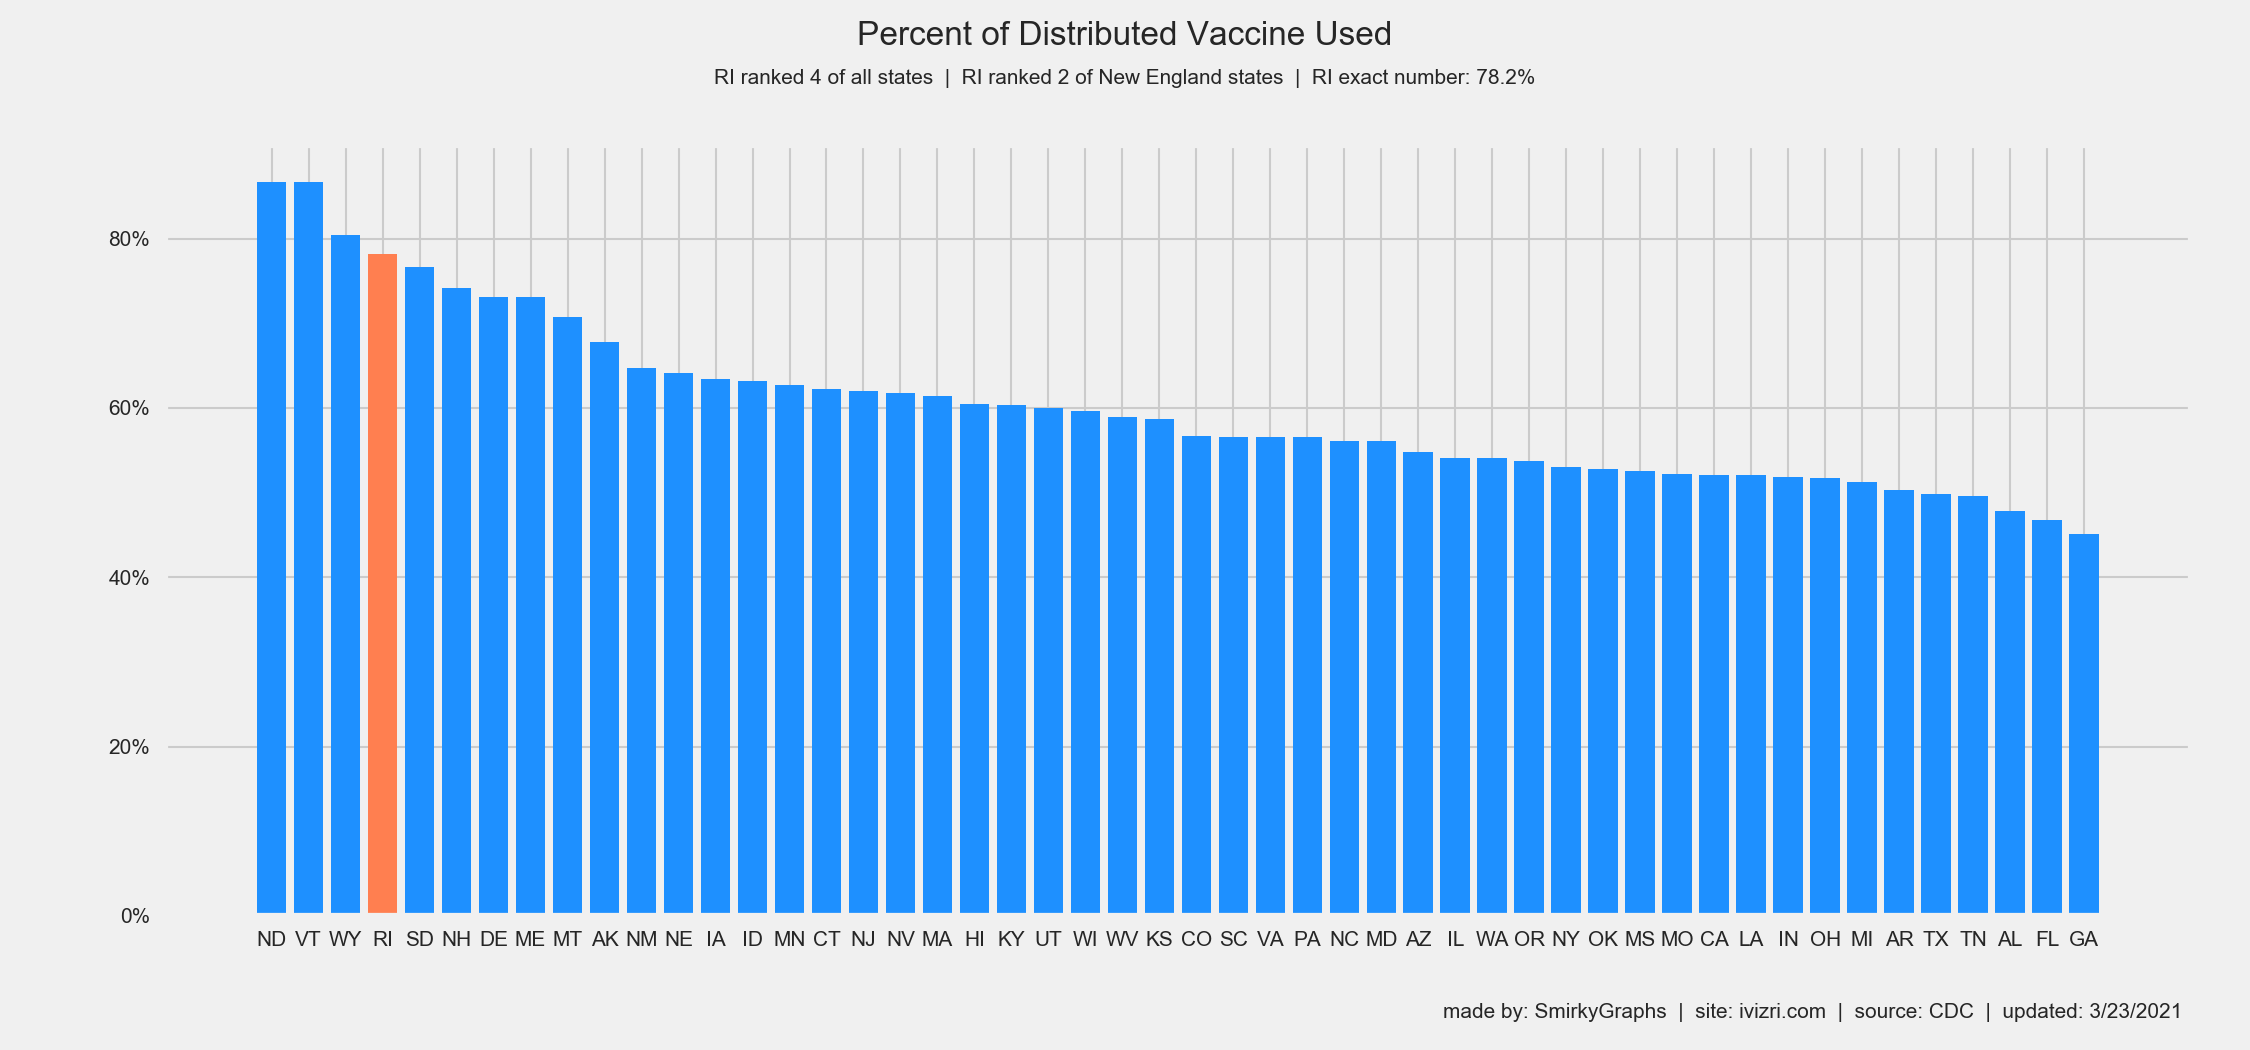 Percent of Distributed Vaccine Used
RI ranked 4 of all states | RI ranked 2 of New England states | RI exact number: 78.2%
80%
60%
40%
20%
0%
ND VT WY RI SD NH DE ME MT AK NM NE IA ID MN CT NJ NV MA HI KY UT WI WV KS CO SC VA PA NC MD AZ IL WA OR NY OK MS MO CA LA IN OH MI AR TX TN AL FL GA
made by: SmirkyGraphs | site: ivizri.com | source: CDC | updated: 3/23/2021